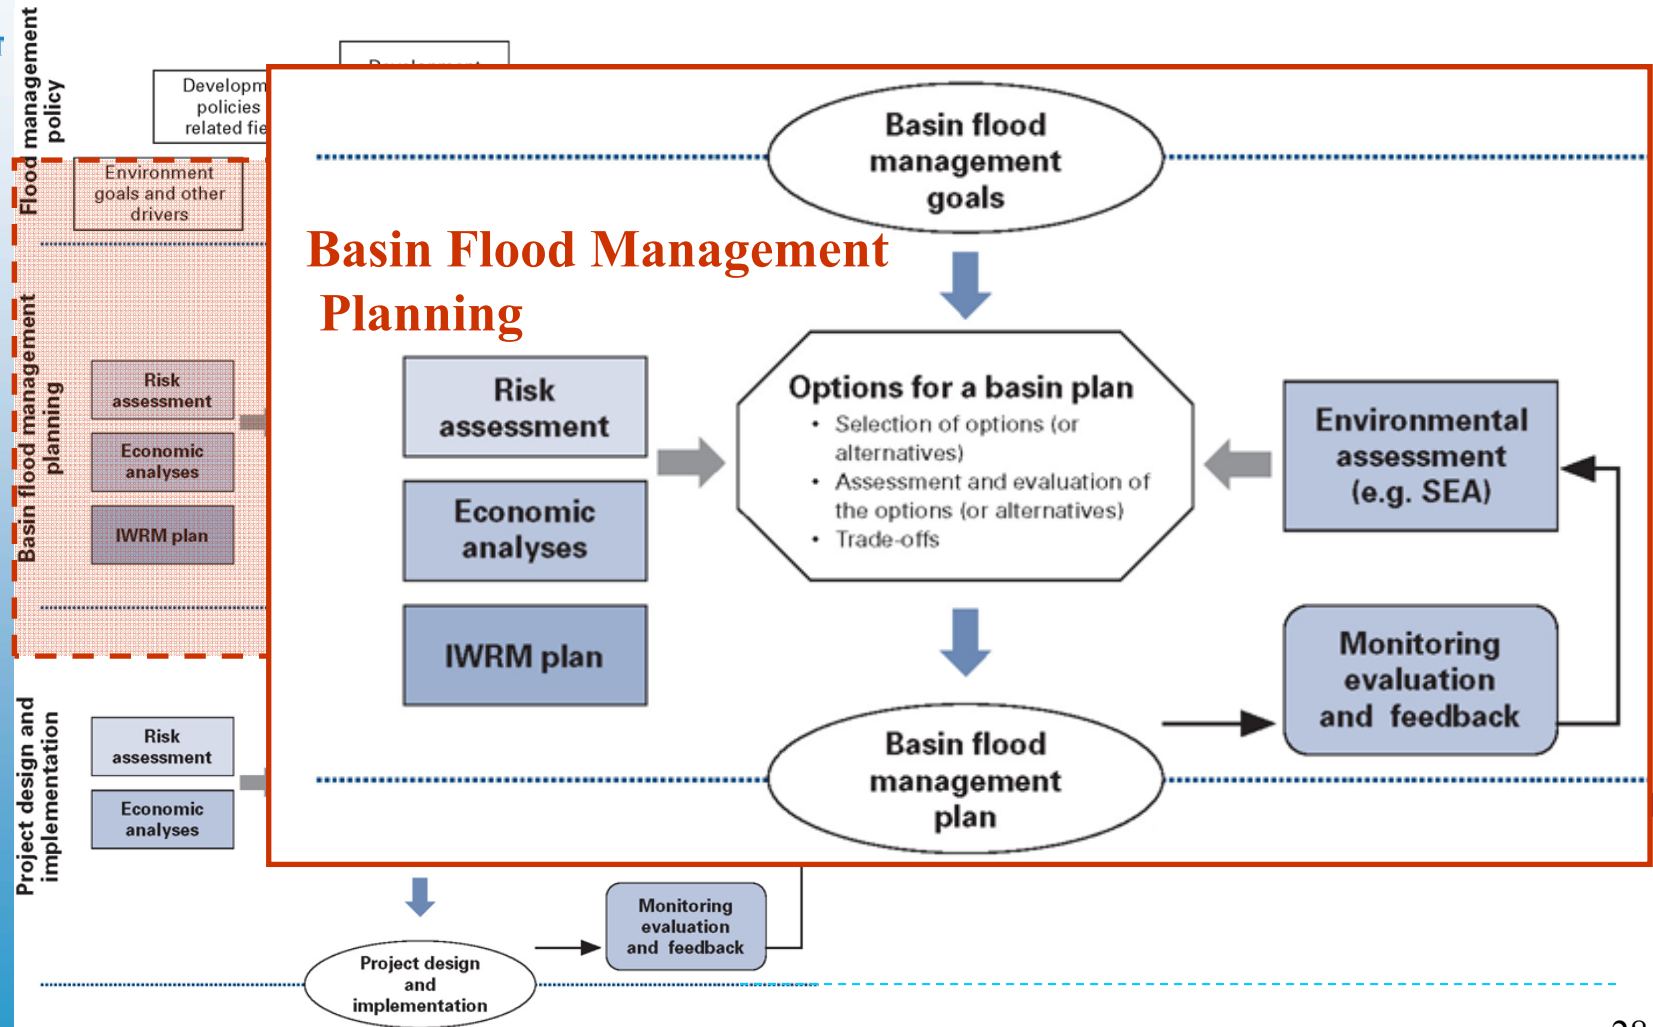 Flood management
policy
Developm
policies
related fie
Environment
goals and other
drivers
Basin flood management
planning
Risk
assessment
Economic
analyses
IWRM plan
Project design and
implementation
Risk
assessment
Economic
analyses
Basin flood
management
goals
Basin Flood Management
Planning
Risk
assessment
Economic
analyses
IWRM plan
Options for a basin plan
• Selection of options (or
alternatives)
• Assessment and evaluation of
the options (or alternatives)
• Trade-offs
Environmental
assessment
(e.g. SEA)
Monitoring
evaluation
and feedback
Basin flood
management
plan
Monitoring
evaluation
and feedback
Project design
and
implementation
28